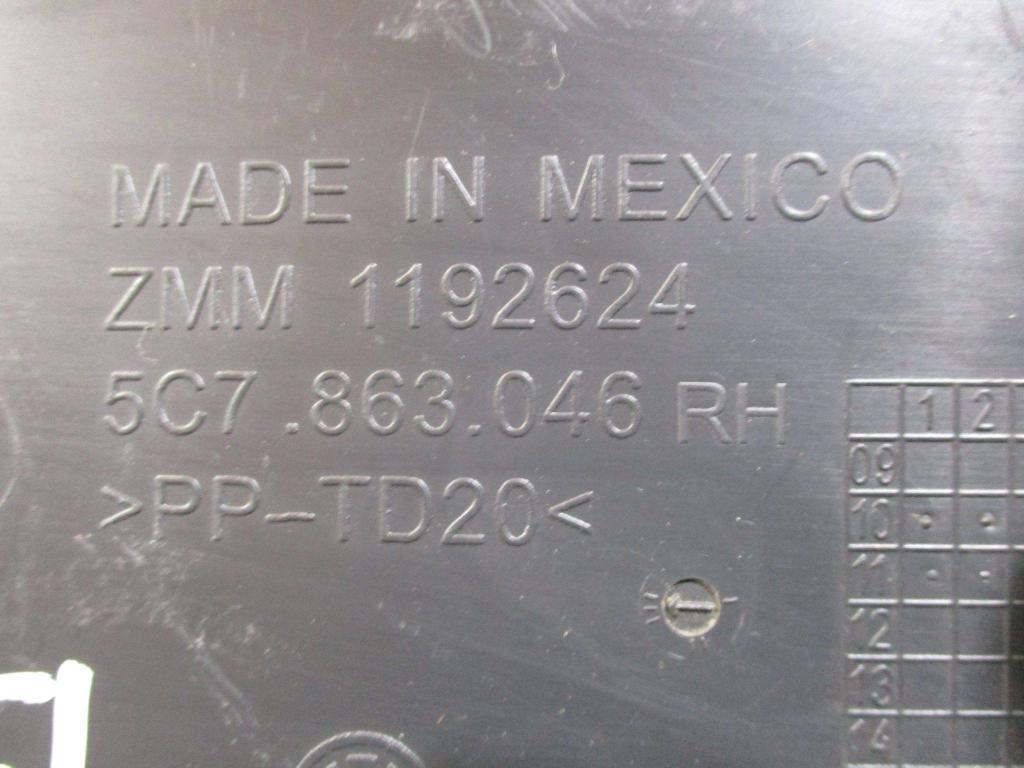 MADE IN MEXICO
ZMM 1192624
5C7.863.046 RH
>PP-TD20<
1 2
09
10
11
12
13
14